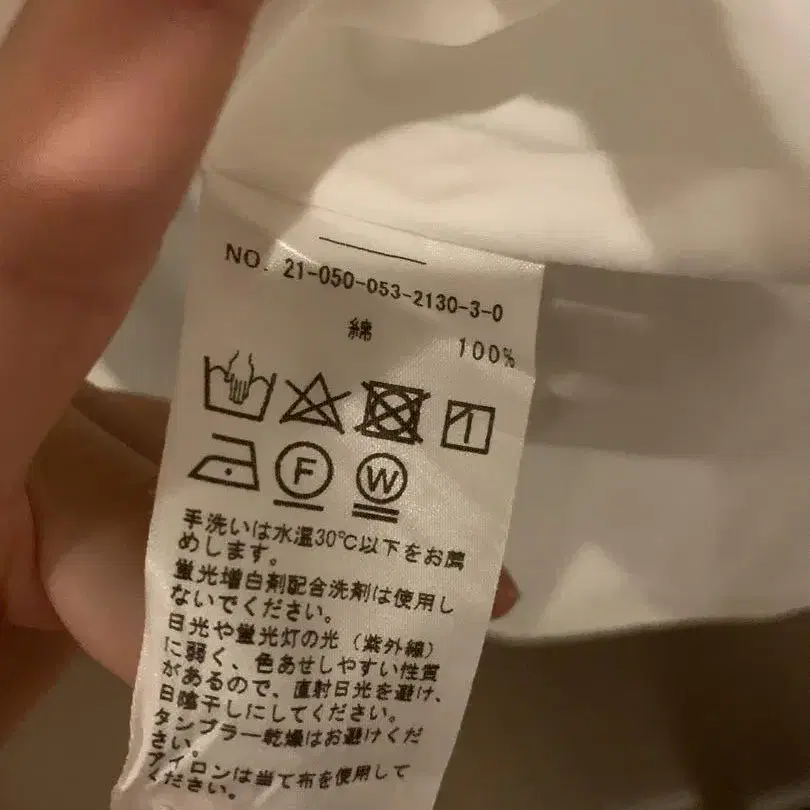 NO. 21-050-053-2130-3-0
綿 100%
F W
手洗いは水温30℃以下をお薦
めします。
蛍光増白剤配合洗剤は使用し
ないでください。
日光や蛍光灯の光（紫外線）
に弱く、色あせしやすい性質
があるので、直射日光を避け、
日陰干しにしてください。
タンブラー乾燥はお避けくだ
さい。
アイロンは当て布を使用して
ください。